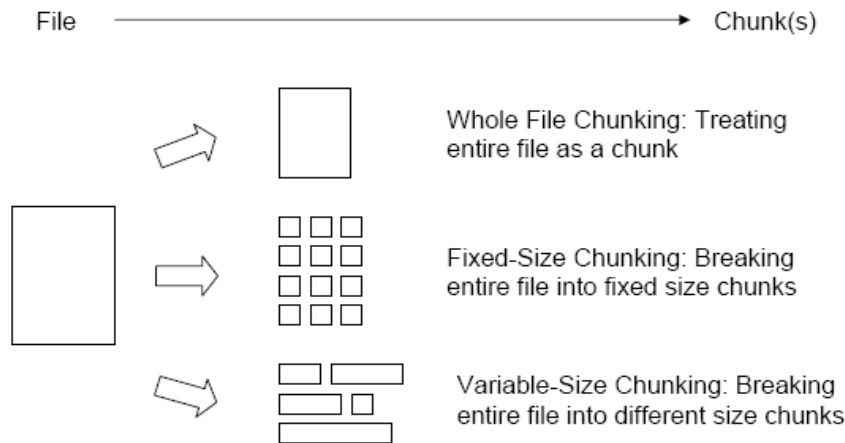 File
Chunk(s)
Whole File Chunking: Treating
entire file as a chunk
Fixed-Size Chunking: Breaking
entire file into fixed size chunks
Variable-Size Chunking: Breaking
entire file into different size chunks